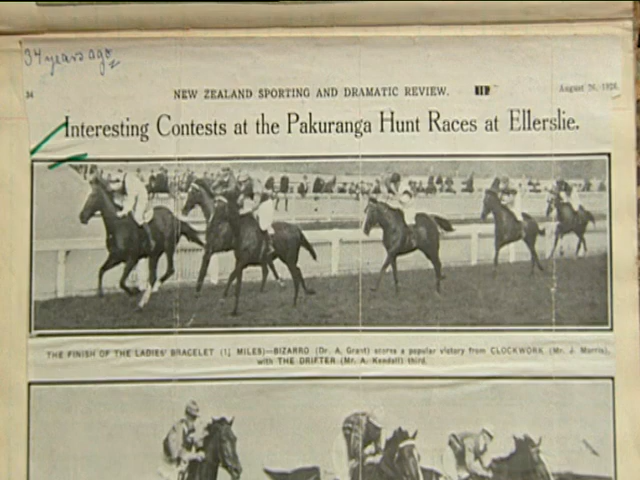 34 years ago
34
NEW ZEALAND SPORTING AND DRAMATIC REVIEW.
August 26, 1926.
Interesting Contests at the Pakuranga Hunt Races at Ellerslie.
THE FINISH OF THE LADIES' BRACELET (1¼ MILES)—BIZARRO (Dr. A. Grant) scores a popular victory from CLOCKWORK (Mr. J. Morris),
with THE DRIFTER (Mr. A. Kendall) third.